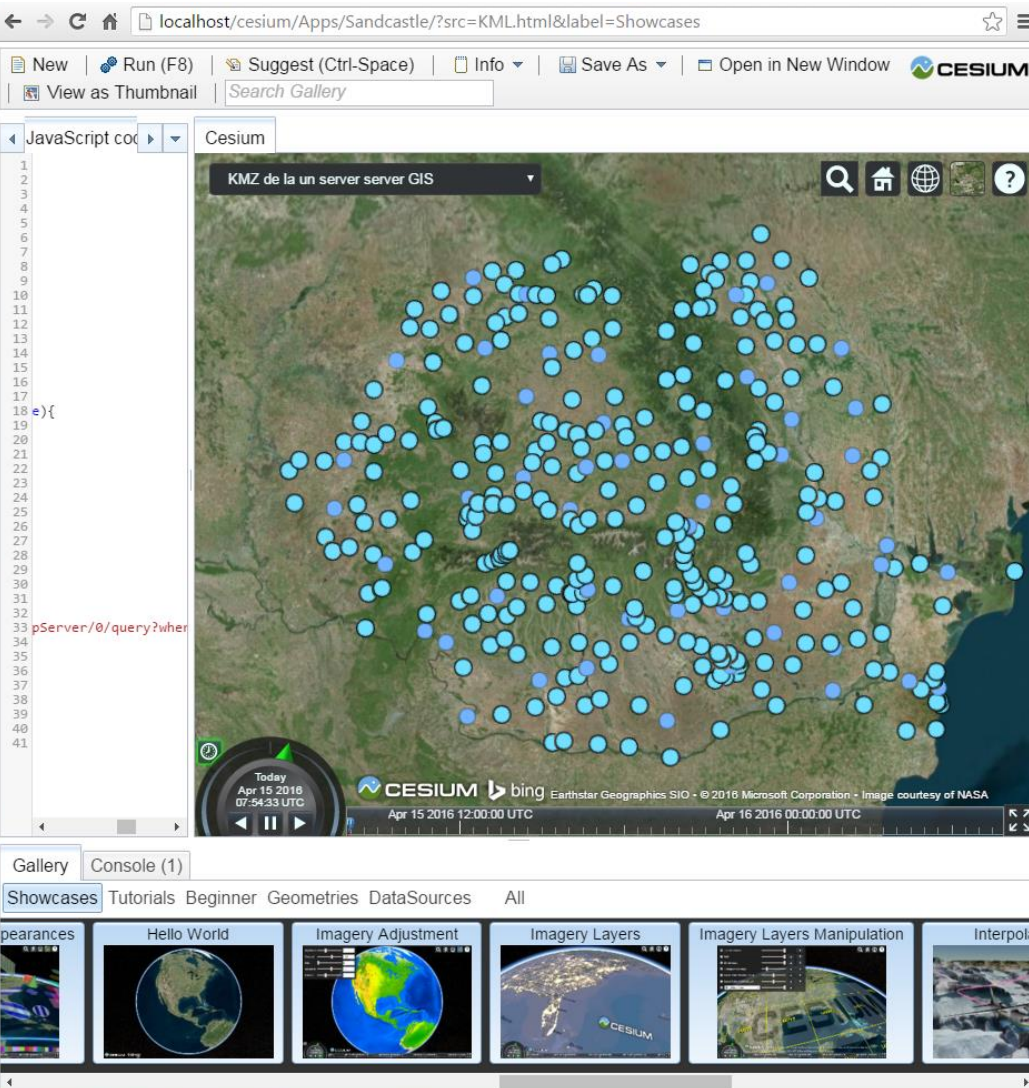 localhost/cesium/Apps/Sandcastle/?src=KML.html&label=Showcases
New Run (F8) Suggest (Ctrl-Space) Info Save As Open in New Window CESIUM
View as Thumbnail Search Gallery
JavaScript coc Cesium
KMZ de la un server server GIS
?
1
2
3
4
5
6
7
8
9
10
11
12
13
14
15
16
17
18 e){
19
20
21
22
23
24
25
26
27
28
29
30
31
32
33 pServer/0/query?wher
34
35
36
37
38
39
40
41
Today
Apr 15 2016
07:54:33 UTC
CESIUM bing Earthstar Geographics SIO • © 2016 Microsoft Corporation • Image courtesy of NASA
Apr 15 2016 12:00:00 UTC Apr 16 2016 00:00:00 UTC
Gallery Console (1)
Showcases Tutorials Beginner Geometries DataSources All
pearances Hello World Imagery Adjustment Imagery Layers Imagery Layers Manipulation Interpola
CESIUM